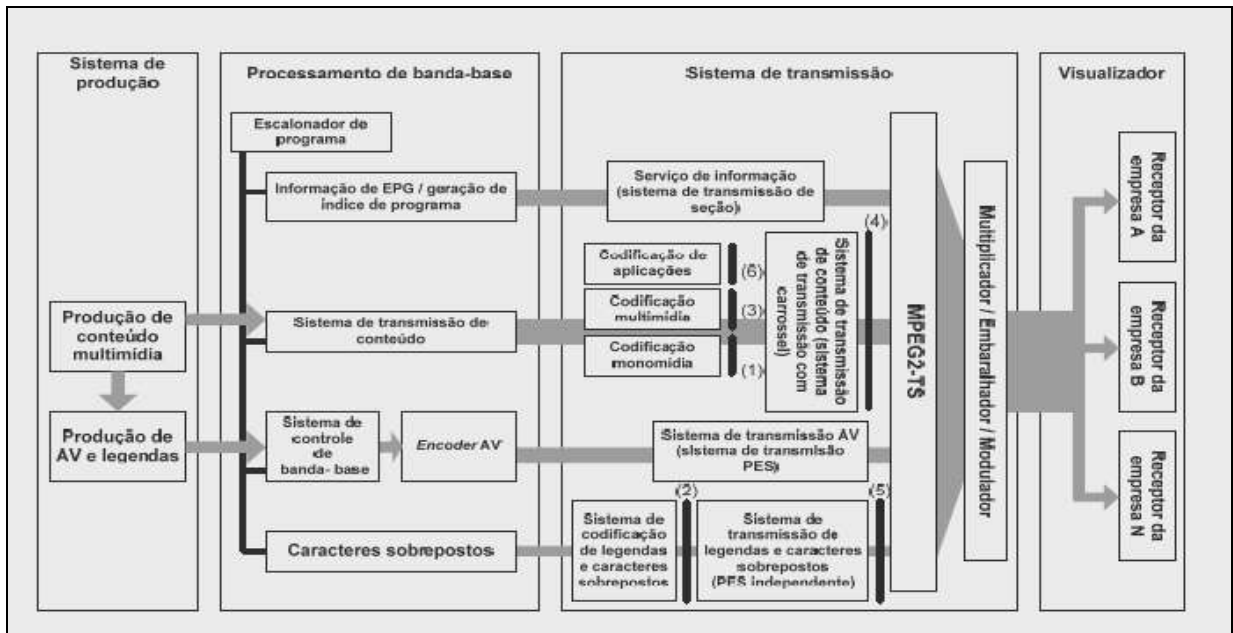 Sistema de
produção
Processamento de banda-base
Sistema de transmissão
Visualizador
Escalonador de
programa
Informação de EPG / geração de
índice de programa
Serviço de informação
(sistema de transmissão de
seção)
(4)
Codificação de
aplicações
(6)
Codificação
multimídia
(3)
Codificação
monomídia
(1)
Sistema de transmissão
de conteúdo (sistema
de transmissão com
carrossel)
Produção de
conteúdo
multimídia
Sistema de transmissão de
conteúdo
Produção de
AV e legendas
Sistema de
controle
de
banda- base
Encoder AV
Sistema de transmissão AV
(sistema de transmisão
PES)
(2)
(5)
Caracteres sobrepostos
Sistema de
codificação
de legendas
e caracteres
sobrepostos
Sistema de
transmissão de
legendas e caracteres
sobrepostos
(PES independente)
MPEG2-TS
Multiplicador / Embaralhador / Modulador
Receptor da
empresa A
Receptor da
empresa B
Receptor da
empresa N